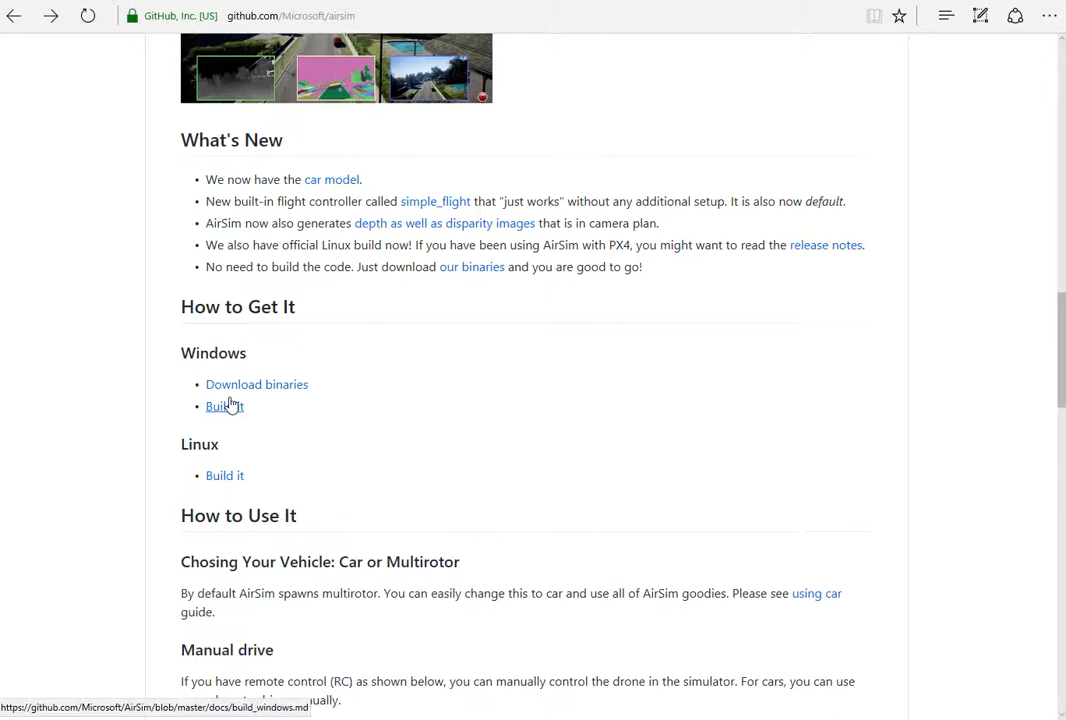 GitHub, Inc. [US] github.com/Microsoft/airsim
What's New
• We now have the car model.
• New built-in flight controller called simple_flight that "just works" without any additional setup. It is also now default.
• AirSim now also generates depth as well as disparity images that is in camera plan.
• We also have official Linux build now! If you have been using AirSim with PX4, you might want to read the release notes.
• No need to build the code. Just download our binaries and you are good to go!
How to Get It
Windows
• Download binaries
• Build it
Linux
• Build it
How to Use It
Chosing Your Vehicle: Car or Multirotor
By default AirSim spawns multirotor. You can easily change this to car and use all of AirSim goodies. Please see using car
guide.
Manual drive
If you have remote control (RC) as shown below, you can manually control the drone in the simulator. For cars, you can use
https://github.com/Microsoft/AirSim/blob/master/docs/build_windows.md